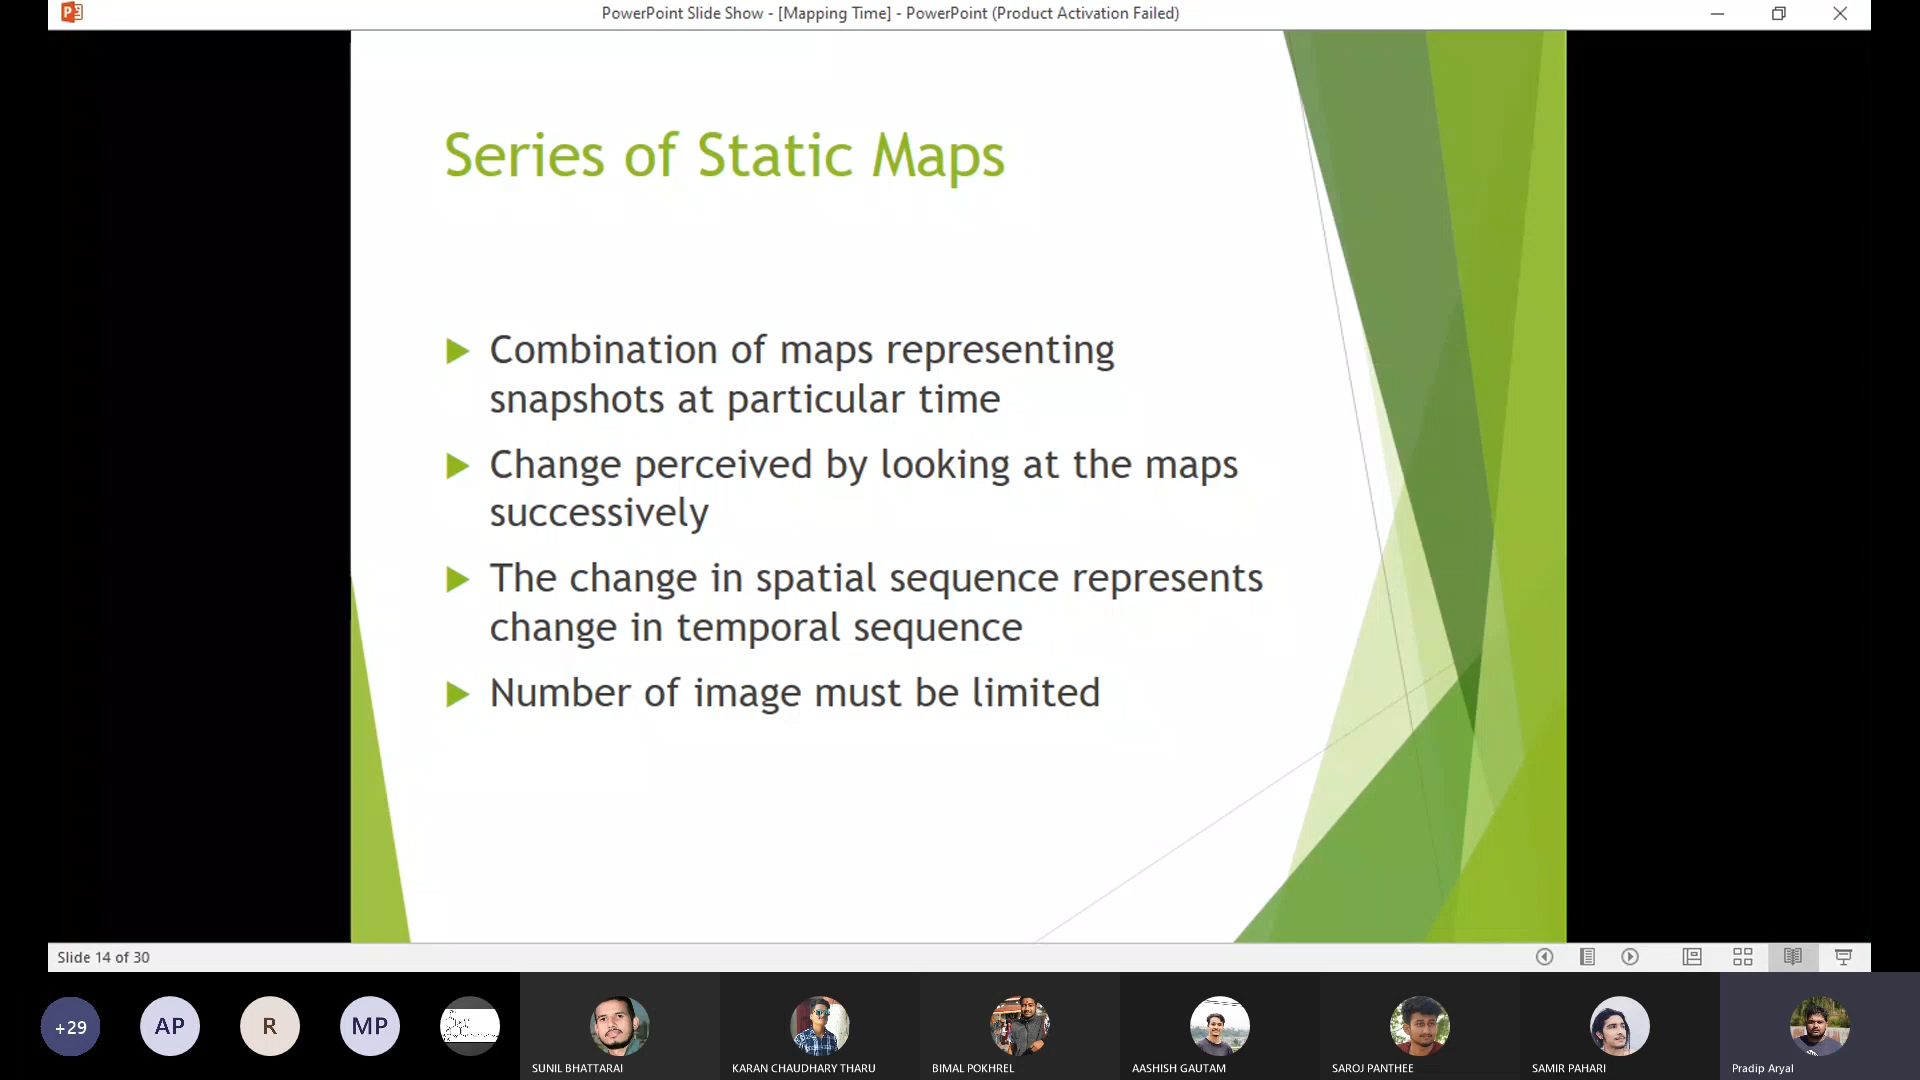 PowerPoint Slide Show - [Mapping Time] - PowerPoint (Product Activation Failed)
Series of Static Maps
Combination of maps representing
snapshots at particular time
Change perceived by looking at the maps
successively
The change in spatial sequence represents
change in temporal sequence
Number of image must be limited
Slide 14 of 30
+29
AP
R
MP
SUNIL BHATTARAI
KARAN CHAUDHARY THARU
BIMAL POKHREL
AASHISH GAUTAM
SAROJ PANTHEE
SAMIR PAHARI
Pradip Aryal